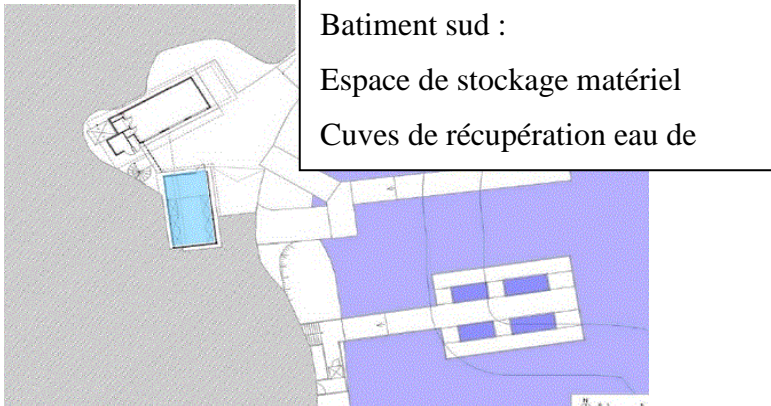 Batiment sud :
Espace de stockage matériel
Cuves de récupération eau de
N